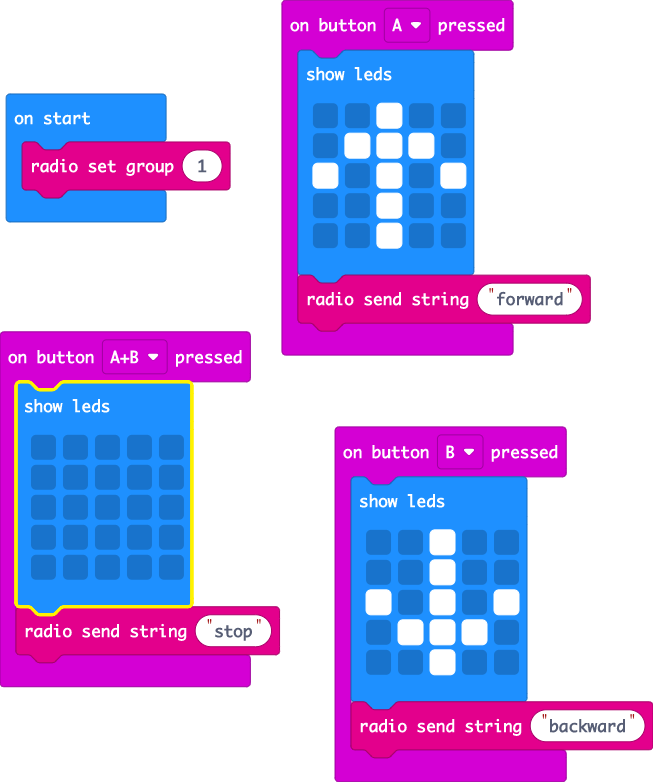 on start
radio set group 1
on button A pressed
show leds
radio send string "forward"
on button A+B pressed
show leds
radio send string "stop"
on button B pressed
show leds
radio send string "backward"